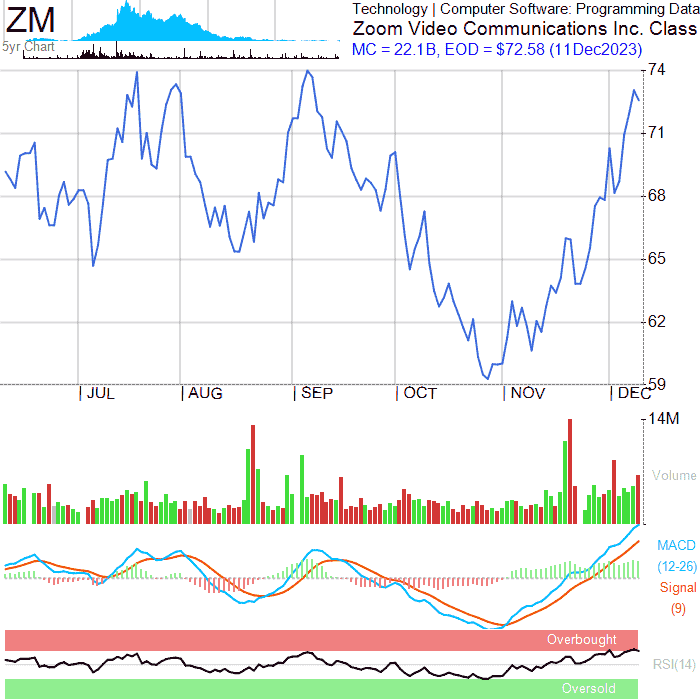 ZM
5yr Chart
Technology | Computer Software: Programming Data
Zoom Video Communications Inc. Class
MC = 22.1B, EOD = $72.58 (11Dec2023)
74
71
68
65
62
59
JUL AUG SEP OCT NOV DEC
14M
Volume
MACD
(12-26)
Signal
(9)
Overbought
RSI(14)
Oversold